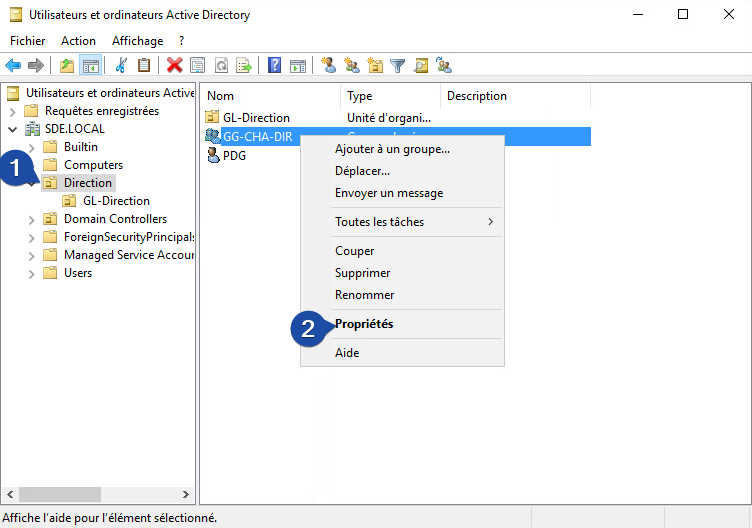 Utilisateurs et ordinateurs Active Directory
Fichier Action Affichage ?
Utilisateurs et ordinateurs Active
Requêtes enregistrées
SDE.LOCAL
Builtin
Computers
1
Direction
GL-Direction
Domain Controllers
ForeignSecurityPrincipals
Managed Service Accour
Users
Nom Type Description
GL-Direction Unité d'organi...
GG-CHA-DIR
PDG
Ajouter à un groupe...
Déplacer...
Envoyer un message
Toutes les tâches
Couper
Supprimer
Renommer
2
Propriétés
Aide
Affiche l'aide pour l'élément sélectionné.